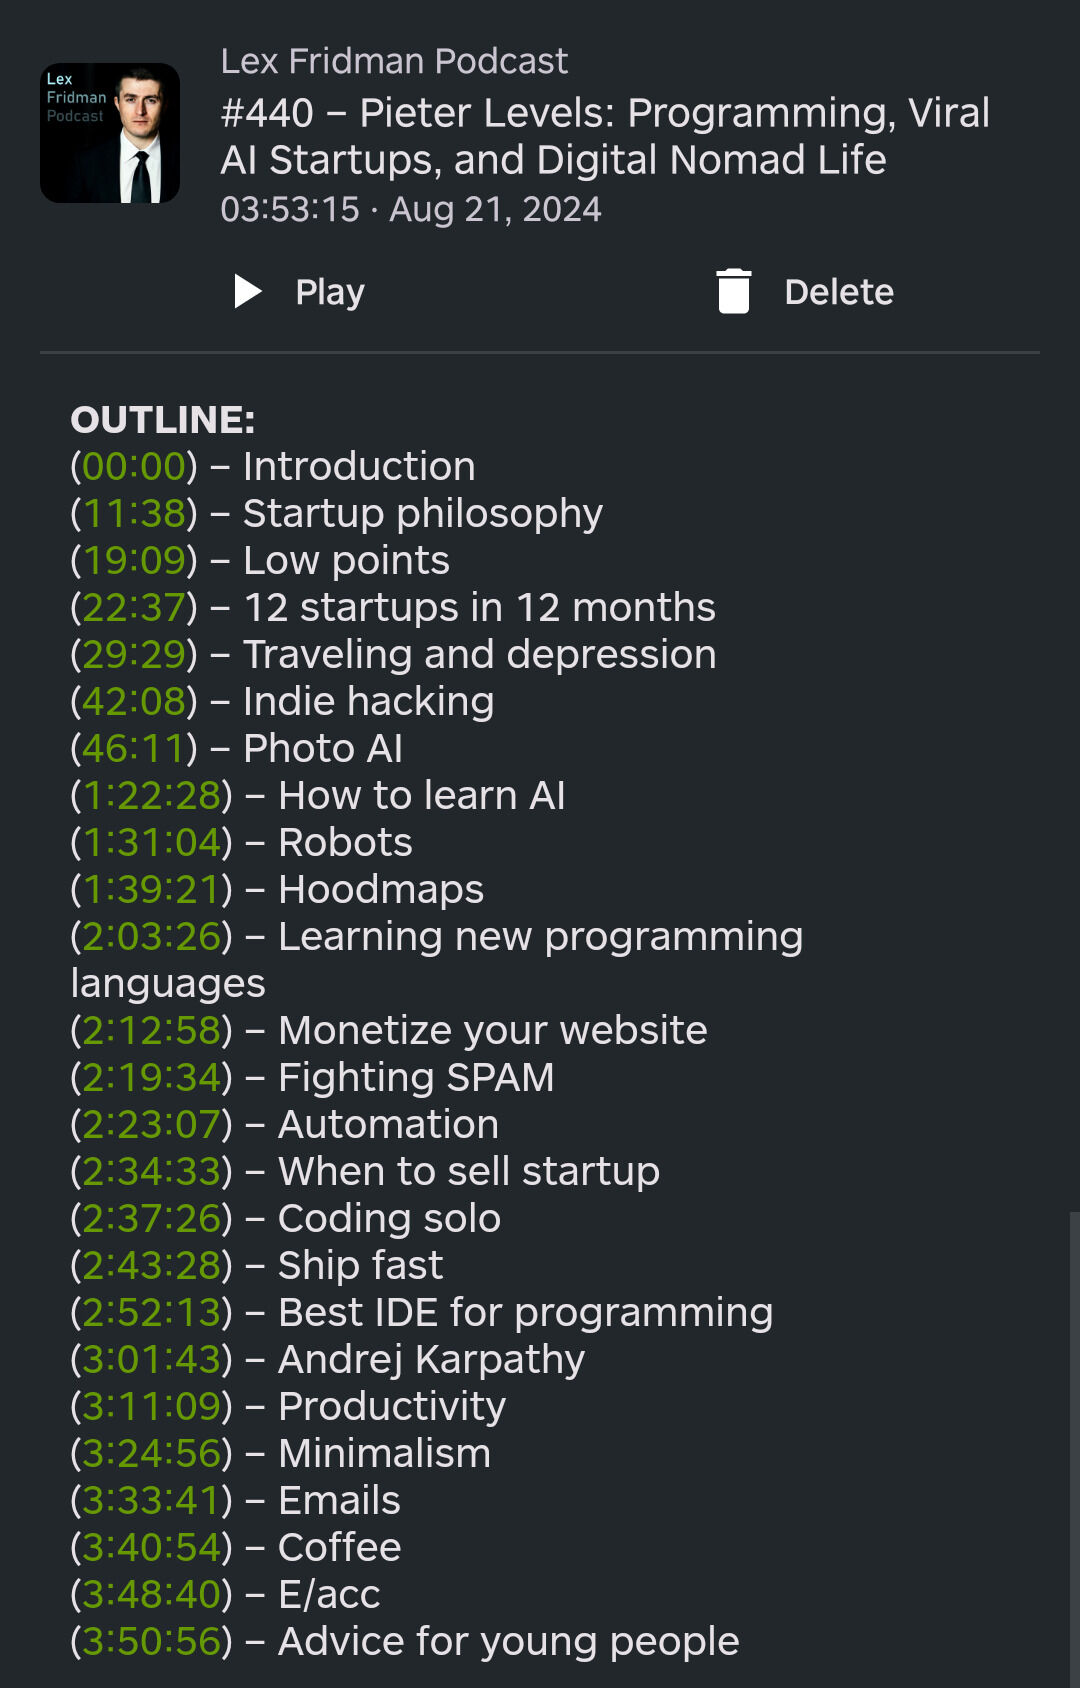 Lex
Fridman
Podcast
Lex Fridman Podcast
#440 – Pieter Levels: Programming, Viral
AI Startups, and Digital Nomad Life
03:53:15 · Aug 21, 2024
Play
Delete
OUTLINE:
(00:00) – Introduction
(11:38) – Startup philosophy
(19:09) – Low points
(22:37) – 12 startups in 12 months
(29:29) – Traveling and depression
(42:08) – Indie hacking
(46:11) – Photo AI
(1:22:28) – How to learn AI
(1:31:04) – Robots
(1:39:21) – Hoodmaps
(2:03:26) – Learning new programming
languages
(2:12:58) – Monetize your website
(2:19:34) – Fighting SPAM
(2:23:07) – Automation
(2:34:33) – When to sell startup
(2:37:26) – Coding solo
(2:43:28) – Ship fast
(2:52:13) – Best IDE for programming
(3:01:43) – Andrej Karpathy
(3:11:09) – Productivity
(3:24:56) – Minimalism
(3:33:41) – Emails
(3:40:54) – Coffee
(3:48:40) – E/acc
(3:50:56) – Advice for young people